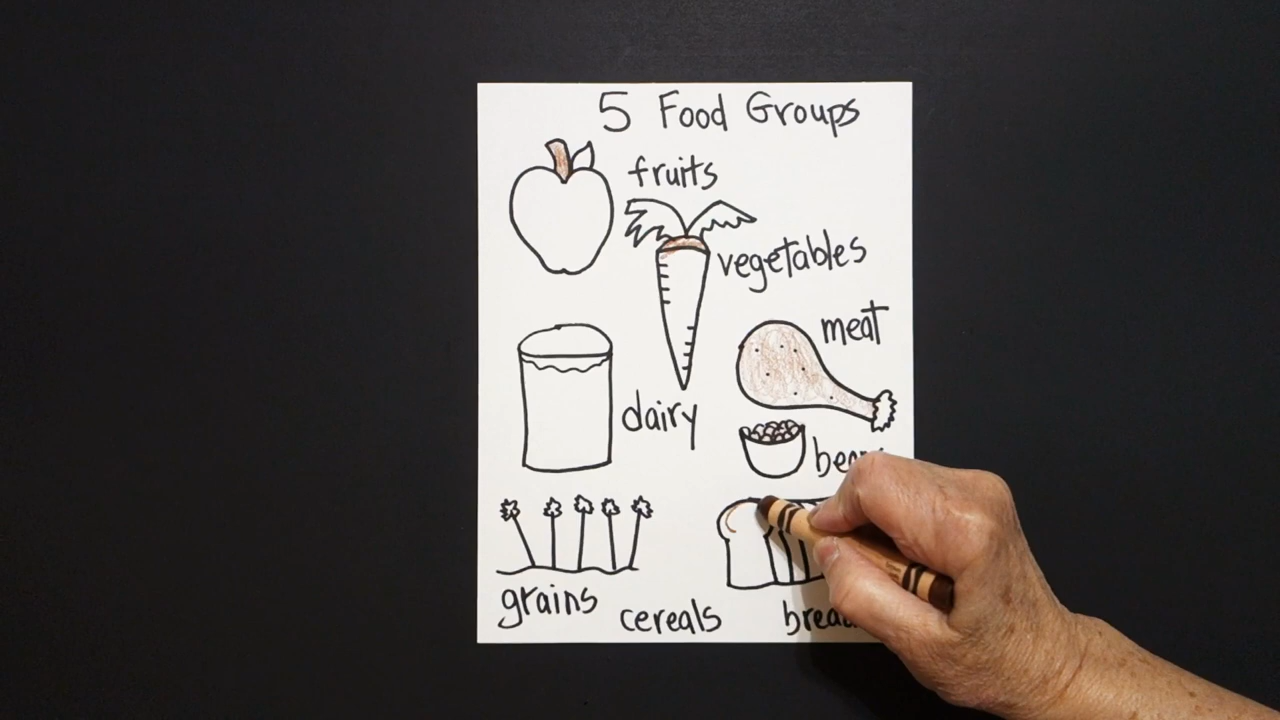 5 Food Groups
fruits
vegetables
meat
dairy
grains
cereals